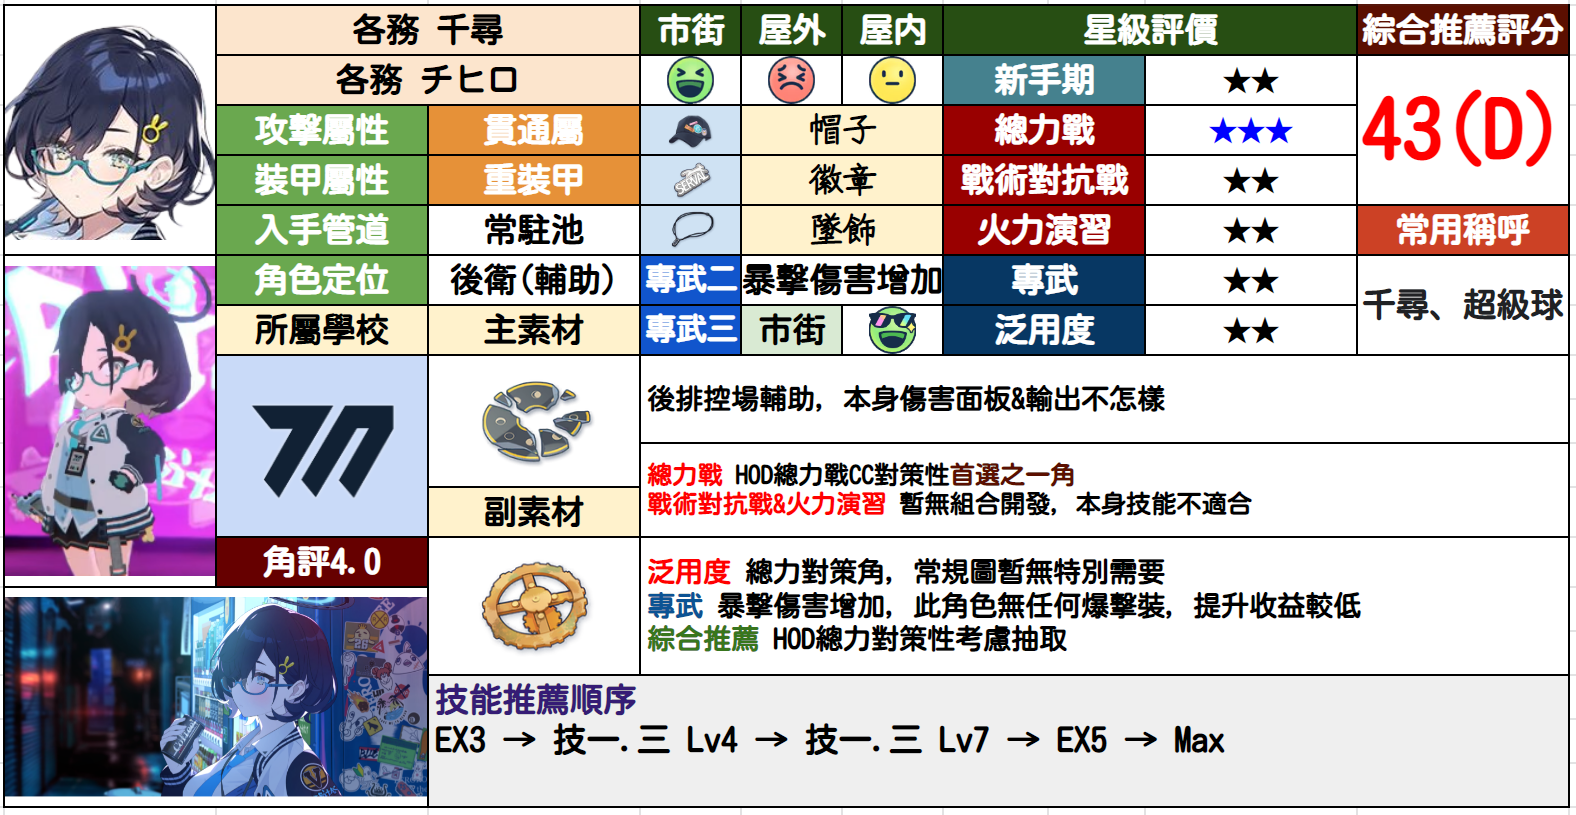 各務 千尋
市街
屋外
屋内
星級評價
綜合推薦評分
各務 チヒロ
新手期
★★
43(D)
攻擊屬性
貫通屬
帽子
總力戰
★★★
裝甲屬性
重裝甲
SERVAL
徽章
戰術對抗戰
★★
入手管道
常駐池
墜飾
火力演習
★★
常用稱呼
角色定位
後衛(輔助)
專武二
暴擊傷害增加
專武
★★
千尋、超級球
所屬學校
主素材
專武三
市街
泛用度
★★
後排控場輔助, 本身傷害面板&輸出不怎樣
總力戰 HOD總力戰CC對策性首選之一角
戰術對抗戰&火力演習 暫無組合開發, 本身技能不適合
副素材
角評4.0
泛用度 總力對策角, 常規圖暫無特別需要
專武 暴擊傷害增加, 此角色無任何爆擊裝, 提升收益較低
綜合推薦 HOD總力對策性考慮抽取
技能推薦順序
EX3 → 技一.三 Lv4 → 技一.三 Lv7 → EX5 → Max